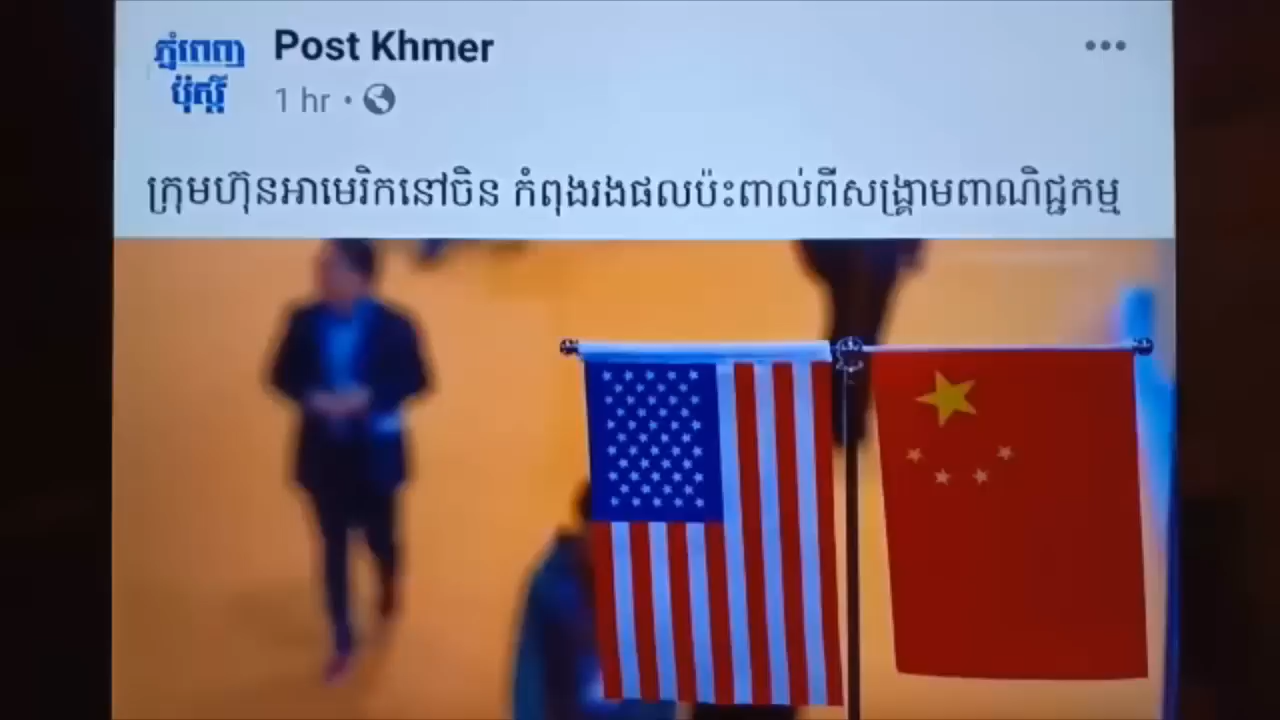 ភ្នំពេញ
ប៉ុស្តិ៍
Post Khmer
1 hr
ក្រុមហ៊ុនអាមេរិកនៅចិន កំពុងរងផលប៉ះពាល់ពីសង្គ្រាមពាណិជ្ជកម្ម